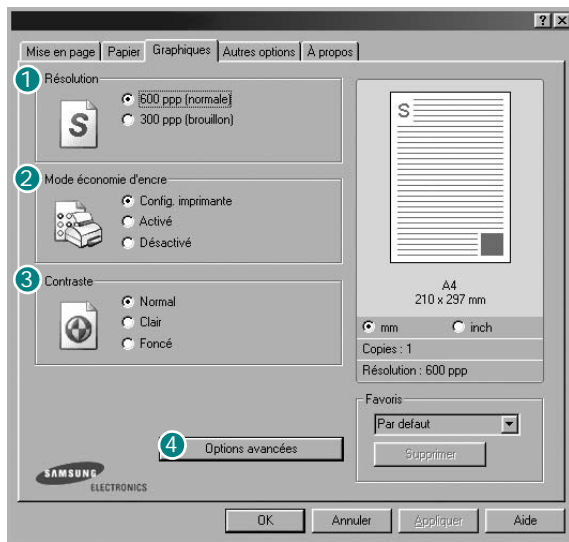 ? x
Mise en page Papier Graphiques Autres options À propos
1 Résolution
S
600 ppp (normale)
300 ppp (brouillon)
2 Mode économie d'encre
Config. imprimante
Activé
Désactivé
3 Contraste
Normal
Clair
Foncé
4 Options avancées
SAMSUNG
ELECTRONICS
S
A4
210 x 297 mm
mm inch
Copies : 1
Résolution : 600 ppp
Favoris
Par defaut
Supprimer
OK Annuler Appliquer Aide